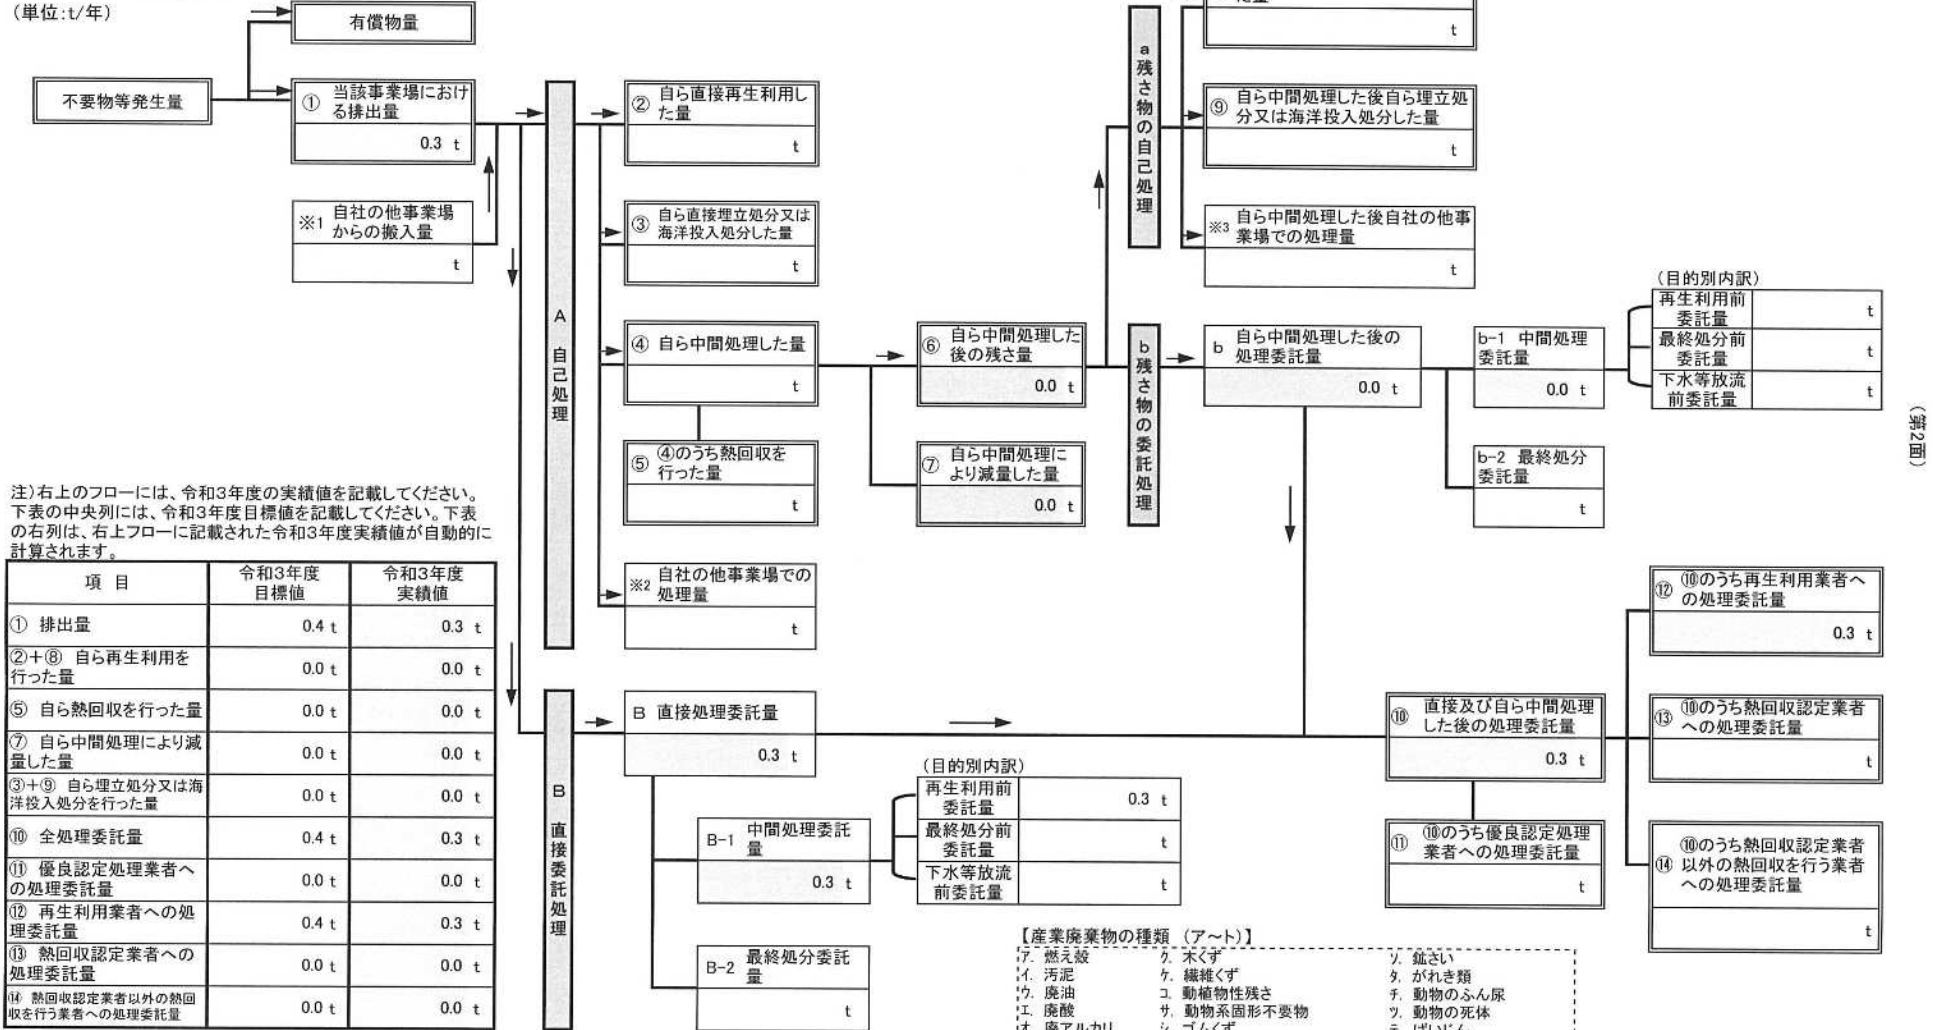 (単位:t/年)
有償物量
不要物等発生量
① 当該事業場におけ
る排出量
0.3 t
※1 自社の他事業場
からの搬入量
t
A 自己処理
② 自ら直接再生利用し
た量
t
③ 自ら直接埋立処分又は
海洋投入処分した量
t
④ 自ら中間処理した量
t
⑤ ④のうち熱回収を
行った量
t
※2 自社の他事業場での
処理量
t
⑥ 自ら中間処理した
後の残さ量
0.0 t
⑦ 自ら中間処理に
より減量した量
0.0 t
a 残さ物の自己処理
t
⑨ 自ら中間処理した後自ら埋立処
分又は海洋投入処分した量
t
※3 自ら中間処理した後自社の他事
業場での処理量
t
b 残さ物の委託処理
b 自ら中間処理した後の
処理委託量
0.0 t
b-1 中間処理
委託量
0.0 t
b-2 最終処分
委託量
t
(目的別内訳)
再生利用前
委託量 t
最終処分前
委託量 t
下水等放流
前委託量 t
(第2面)
注)右上のフローには、令和3年度の実績値を記載してください。
下表の中央列には、令和3年度目標値を記載してください。下表
の右列は、右上フローに記載された令和3年度実績値が自動的に
計算されます。
項 目 令和3年度
目標値 令和3年度
実績値
① 排出量 0.4 t 0.3 t
②+⑧ 自ら再生利用を
行った量 0.0 t 0.0 t
⑤ 自ら熱回収を行った量 0.0 t 0.0 t
⑦ 自ら中間処理により減
量した量 0.0 t 0.0 t
③+⑨ 自ら埋立処分又は海
洋投入処分を行った量 0.0 t 0.0 t
⑩ 全処理委託量 0.4 t 0.3 t
⑪ 優良認定処理業者へ
の処理委託量 0.0 t 0.0 t
⑫ 再生利用業者への処
理委託量 0.4 t 0.3 t
⑬ 熱回収認定業者への
処理委託量 0.0 t 0.0 t
⑭ 熱回収認定業者以外の熱回
収を行う業者への処理委託量 0.0 t 0.0 t
B 直接委託処理
B 直接処理委託量
0.3 t
B-1 中間処理委託
量
0.3 t
B-2 最終処分委託
量
t
(目的別内訳)
再生利用前
委託量 0.3 t
最終処分前
委託量 t
下水等放流
前委託量 t
⑩ 直接及び自ら中間処理
した後の処理委託量
0.3 t
⑪ ⑩のうち優良認定処理
業者への処理委託量
t
⑫ ⑩のうち再生利用業者へ
の処理委託量
0.3 t
⑬ ⑩のうち熱回収認定業者
への処理委託量
t
⑭ ⑩のうち熱回収認定業者
以外の熱回収を行う業者
への処理委託量
t
【産業廃棄物の種類 (ア～ト)】
ア. 燃え殻 ク. 木くず ソ. 鉱さい
イ. 汚泥 ケ. 繊維くず タ. がれき類
ウ. 廃油 コ. 動植物性残さ チ. 動物のふん尿
エ. 廃酸 サ. 動物系固形不要物 ツ. 動物の死体
オ. 廃アルカリ シ. ゴムくず テ. ばいじん